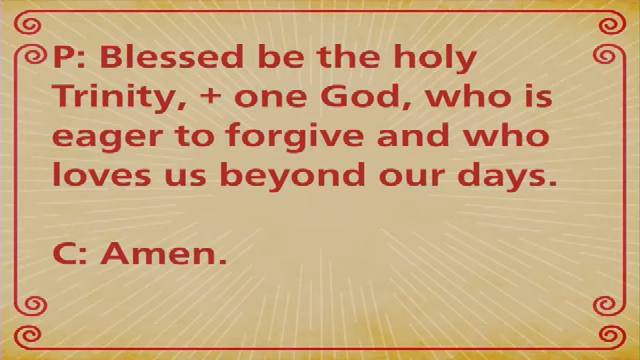 P: Blessed be the holy
Trinity, + one God, who is
eager to forgive and who
loves us beyond our days.
C: Amen.